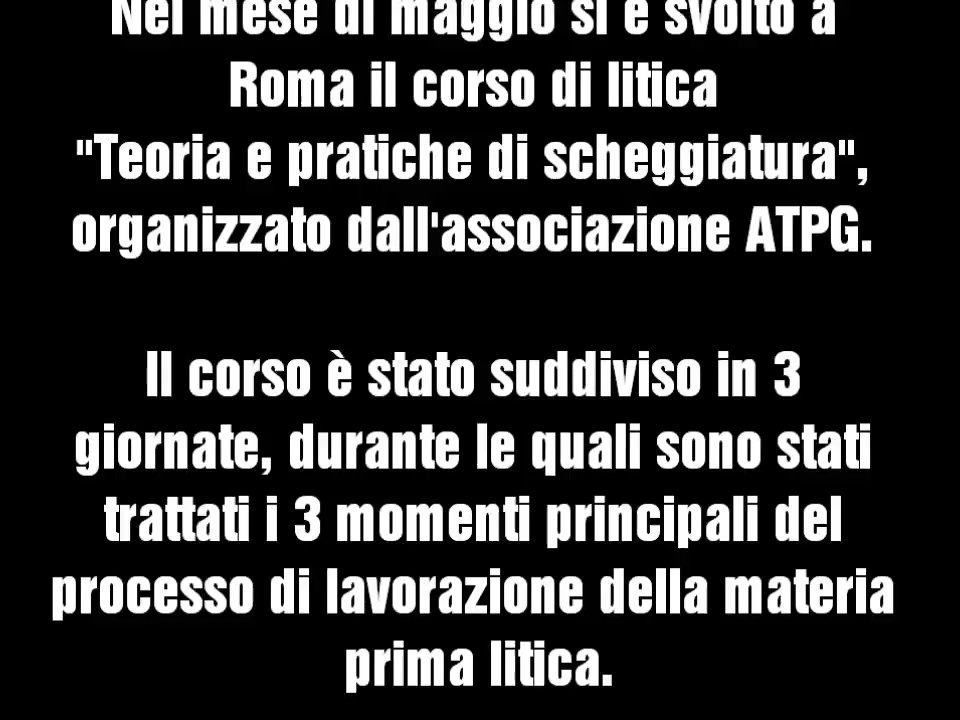 Nel mese di maggio si è svolto a
Roma il corso di litica
"Teoria e pratiche di scheggiatura",
organizzato dall'associazione ATPG.
Il corso è stato suddiviso in 3
giornate, durante le quali sono stati
trattati i 3 momenti principali del
processo di lavorazione della materia
prima litica.